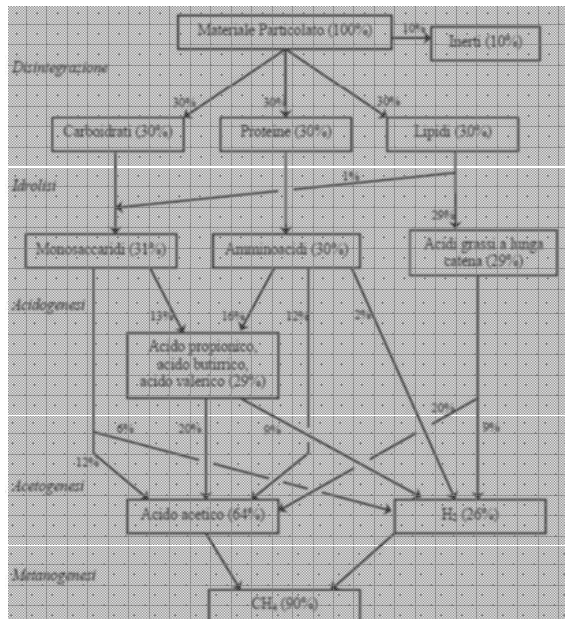 Materiale Particolato (100%)
10%
Inerti (10%)
Disintegrazione
30%
30%
30%
Carboidrati (30%)
Proteine (30%)
Lipidi (30%)
Idrolisi
1%
29%
Monosaccaridi (31%)
Amminoacidi (30%)
Acidi grassi a lunga
catena (29%)
Acidogenesi
13%
16%
12%
2%
Acido propionico,
acido butirrico,
acido valerico (29%)
20%
6%
20%
9%
9%
12%
Acetogenesi
Acido acetico (64%)
H₂ (26%)
Metanogenesi
CH₄ (90%)